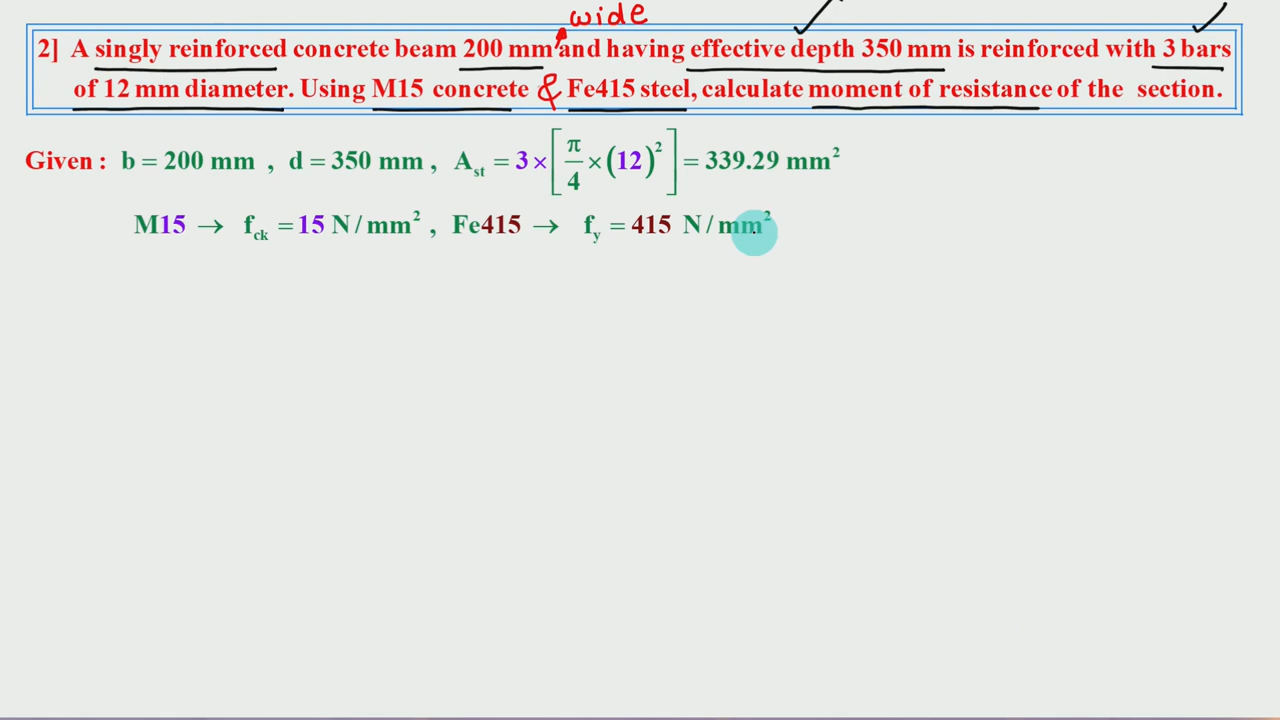 wide
2] A singly reinforced concrete beam 200 mm and having effective depth 350 mm is reinforced with 3 bars
of 12 mm diameter. Using M15 concrete & Fe415 steel, calculate moment of resistance of the section.
Given : b = 200 mm , d = 350 mm , A_st = 3 × [π/4 × (12)²] = 339.29 mm²
M15 → f_ck = 15 N/mm² , Fe415 → f_y = 415 N/mm²